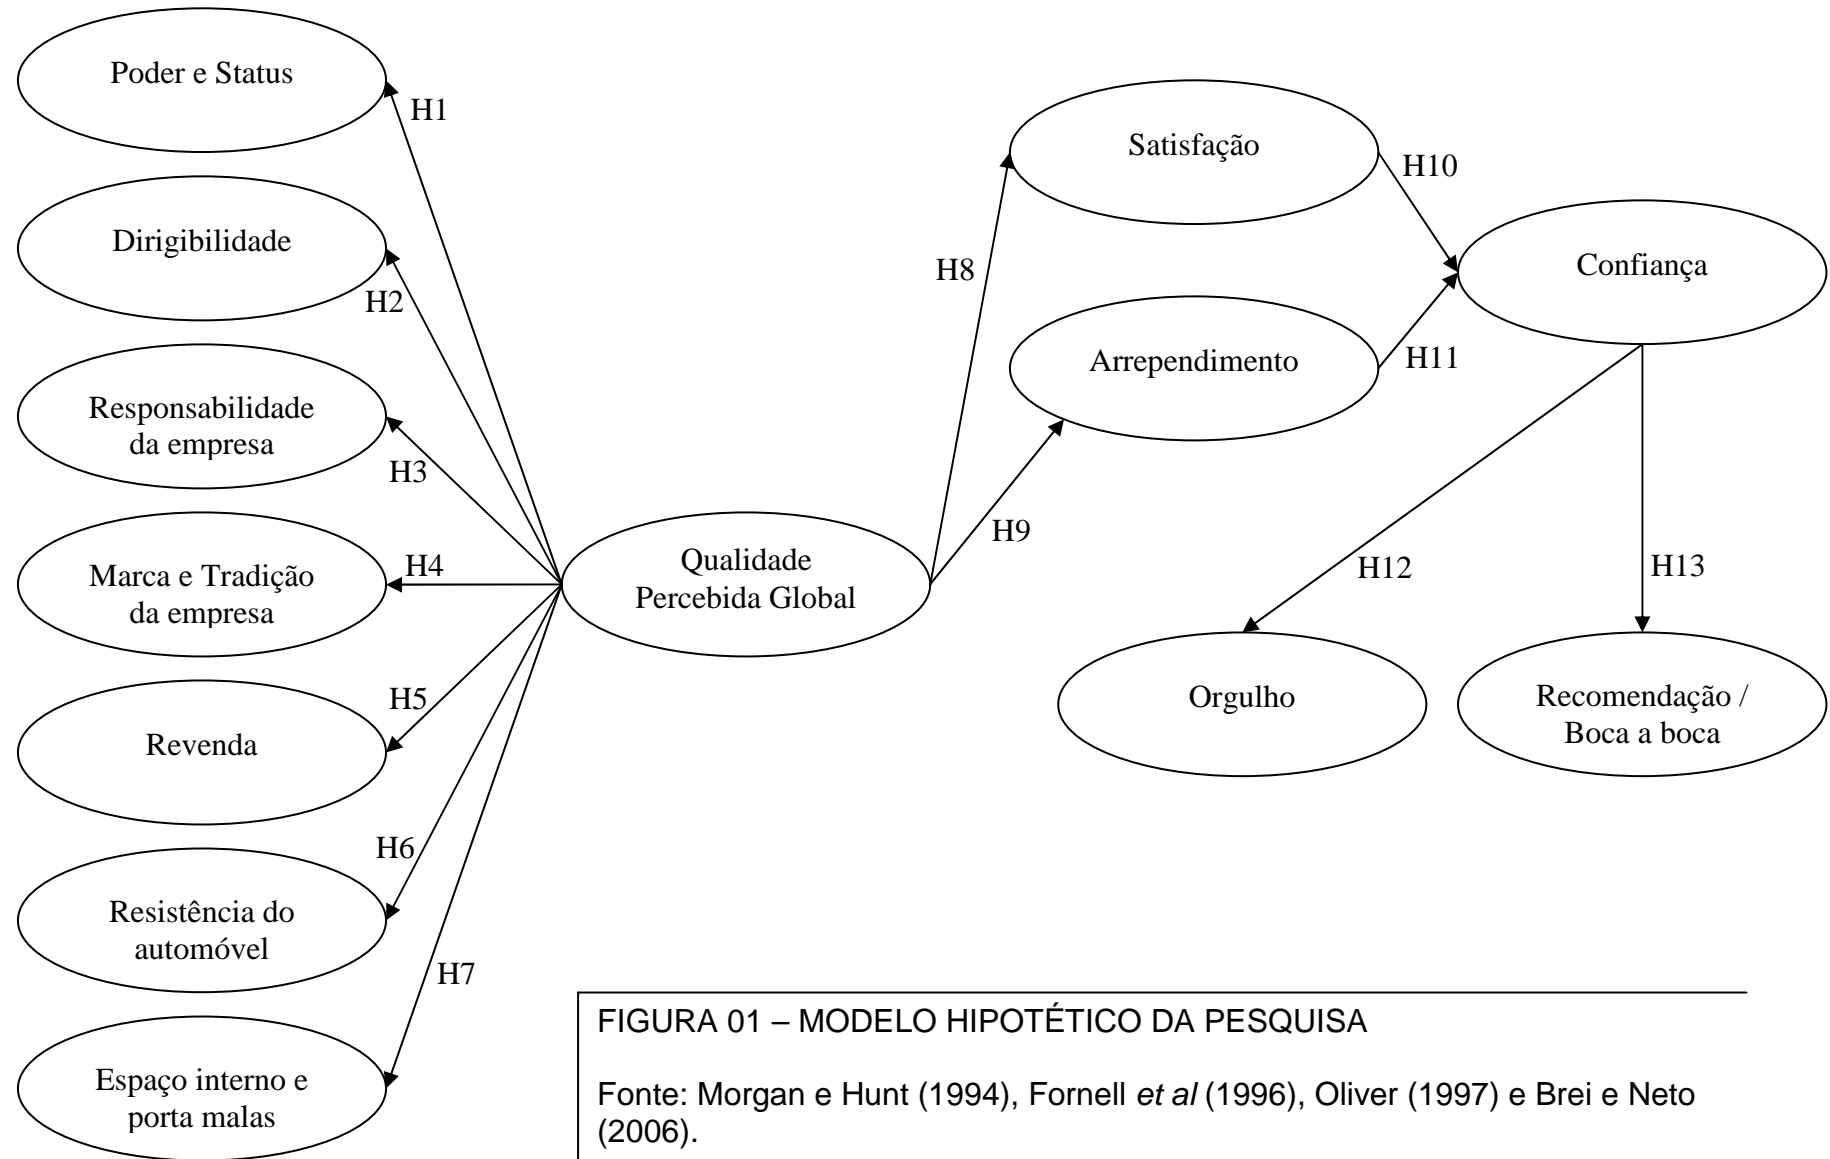 Poder e Status
H1
Dirigibilidade
H2
Responsabilidade
da empresa
H3
Marca e Tradição
da empresa
H4
Revenda
H5
Resistência do
automóvel
H6
Espaço interno e
porta malas
H7
Qualidade
Percebida Global
H8
H9
Satisfação
H10
Arrependimento
H11
Confiança
H12
H13
Orgulho
Recomendação /
Boca a boca
FIGURA 01 – MODELO HIPOTÉTICO DA PESQUISA
Fonte: Morgan e Hunt (1994), Fornell et al (1996), Oliver (1997) e Brei e Neto
(2006).